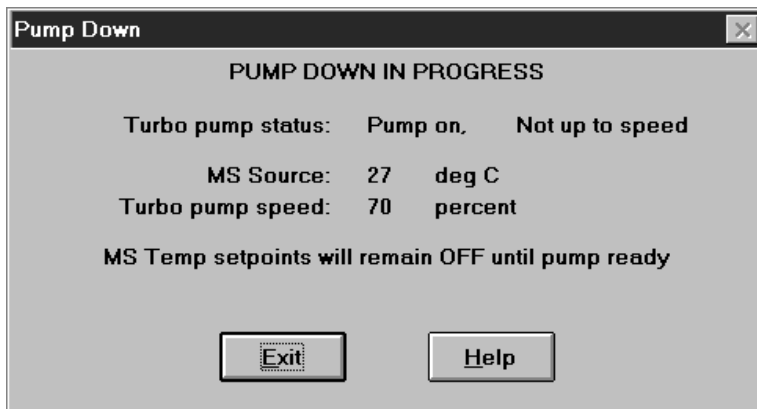 Pump Down
PUMP DOWN IN PROGRESS
Turbo pump status: Pump on, Not up to speed
MS Source: 27 deg C
Turbo pump speed: 70 percent
MS Temp setpoints will remain OFF until pump ready
Exit Help